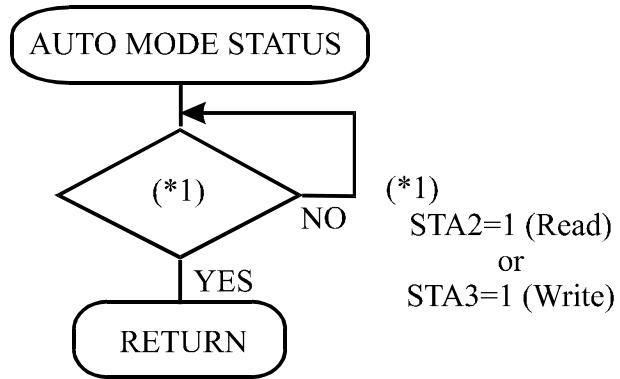 AUTO MODE STATUS
(*1)
NO
YES
RETURN
(*1)
STA2=1 (Read)
or
STA3=1 (Write)